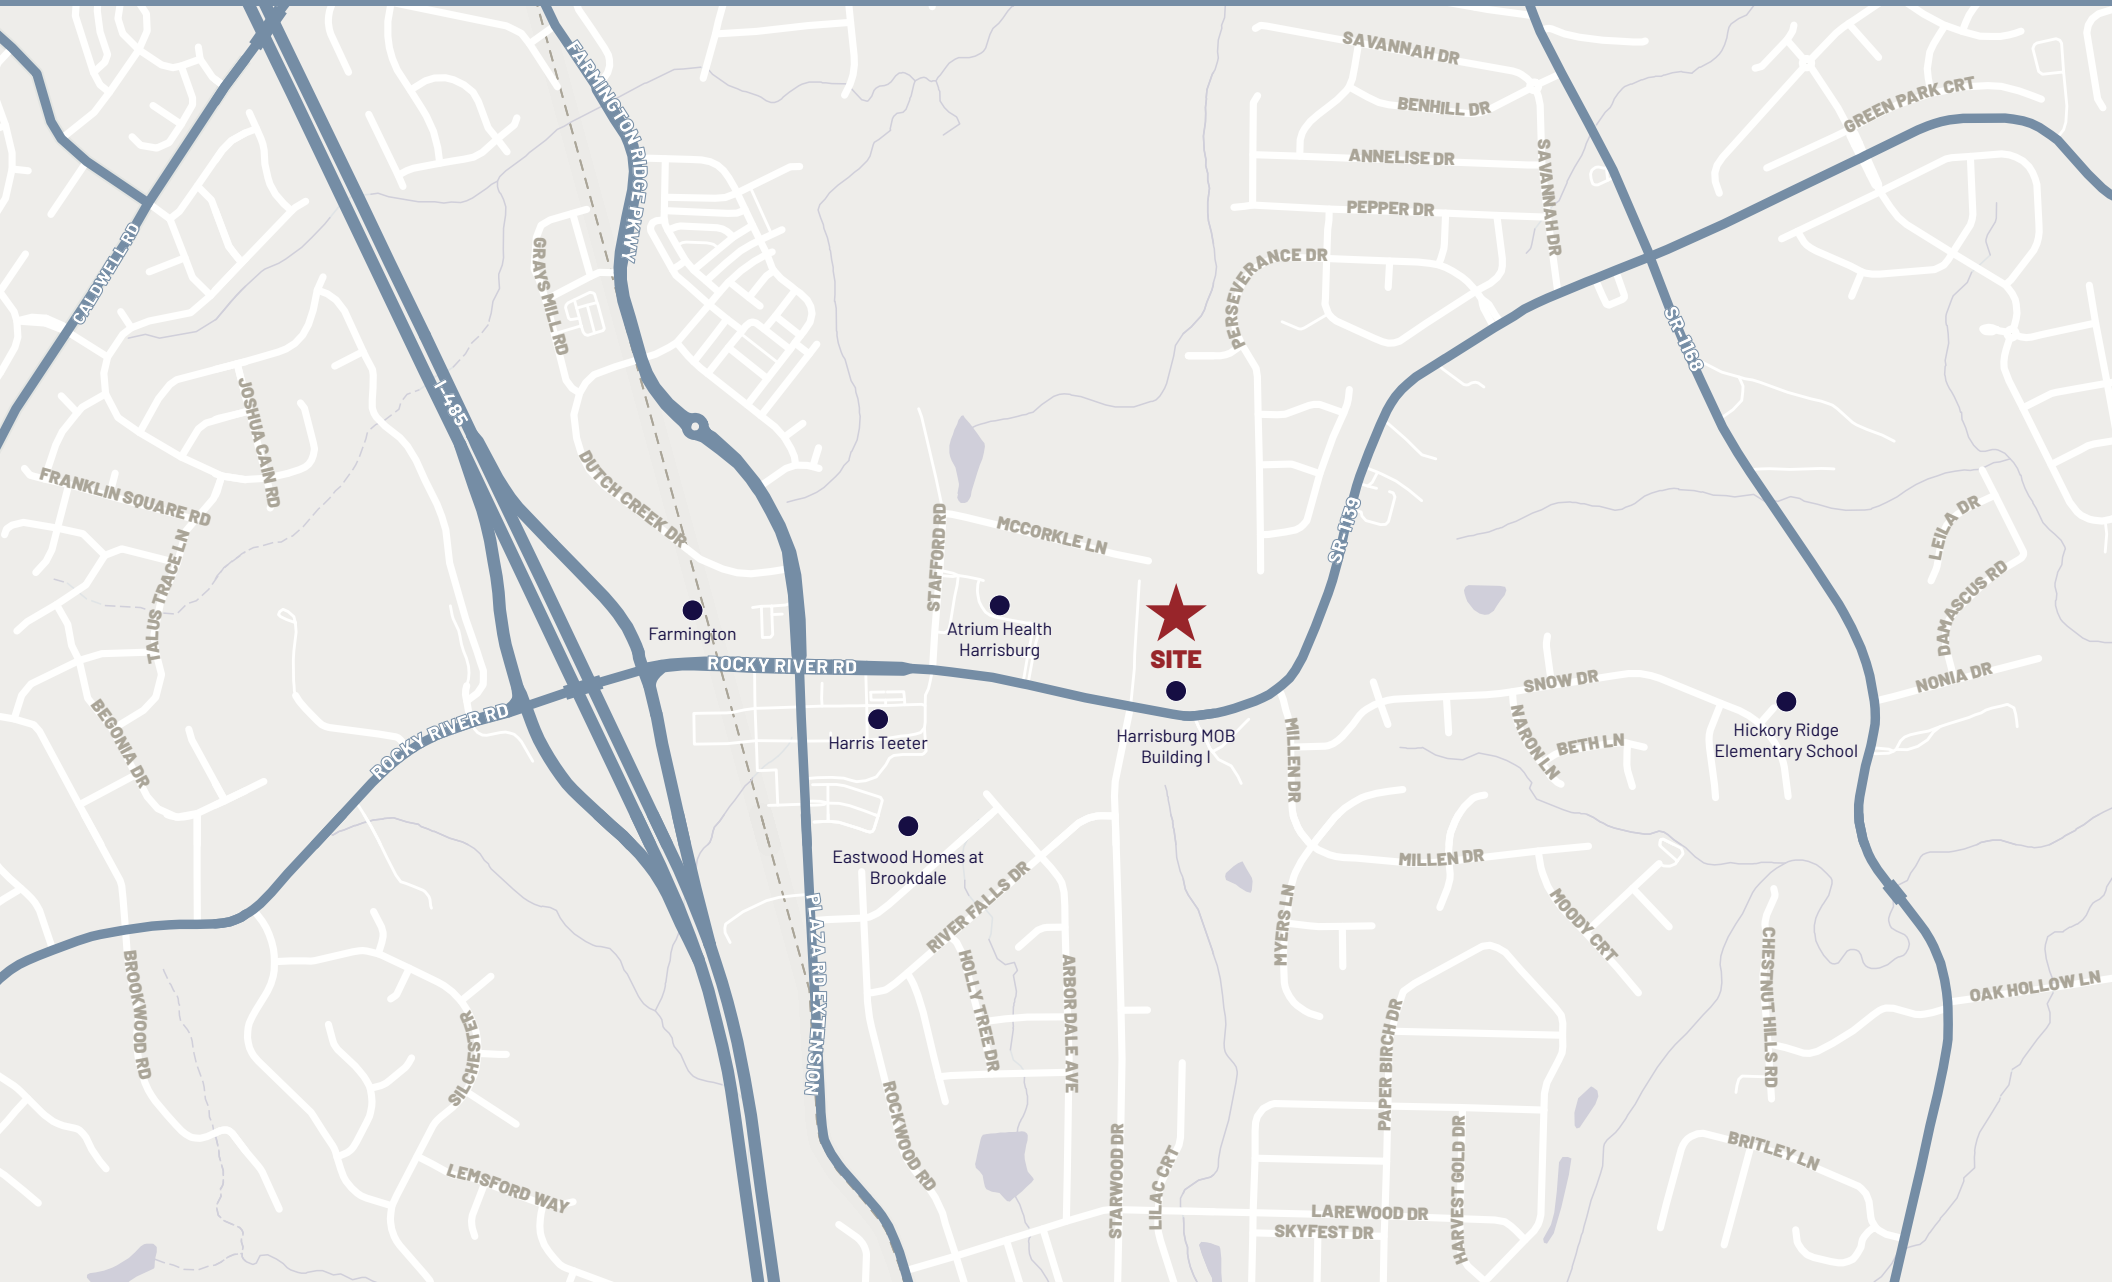 SAVANNAH DR
FARMINGTON RIDGE PKWY
BENHILL DR
GREEN PARK CRT
ANNELISE DR
SAVANNAH DR
PEPPER DR
CALDWELL RD
GRAYS MILL RD
PERSEVERANCE DR
SR-1168
I-485
JOSHUA CAIN RD
FRANKLIN SQUARE RD
DUTCH CREEK DR
STAFFORD RD
MCCORKLE LN
SR-1139
LEILA DR
TALUS TRACE LN
DAMASCUS RD
Farmington
Atrium Health
Harrisburg
SITE
ROCKY RIVER RD
SNOW DR
NONIA DR
ROCKY RIVER RD
BEGONIA DR
Harris Teeter
Harrisburg MOB
Building I
MILLEN DR
NARON LN
BETH LN
Hickory Ridge
Elementary School
Eastwood Homes at
Brookdale
MILLEN DR
RIVER FALLS DR
PLAZA RD EXTENSION
MYERS LN
MOODY CRT
BROOKWOOD RD
HOLLY TREE DR
ARBOR DALE AVE
CHESTNUT HILLS RD
OAK HOLLOW LN
SILCHESTER
PAPER BIRCH DR
ROCKWOOD RD
LEMSFORD WAY
STARWOOD DR
LILAC CRT
HARVEST GOLD DR
BRITLEY LN
LAREWOOD DR
SKYFEST DR